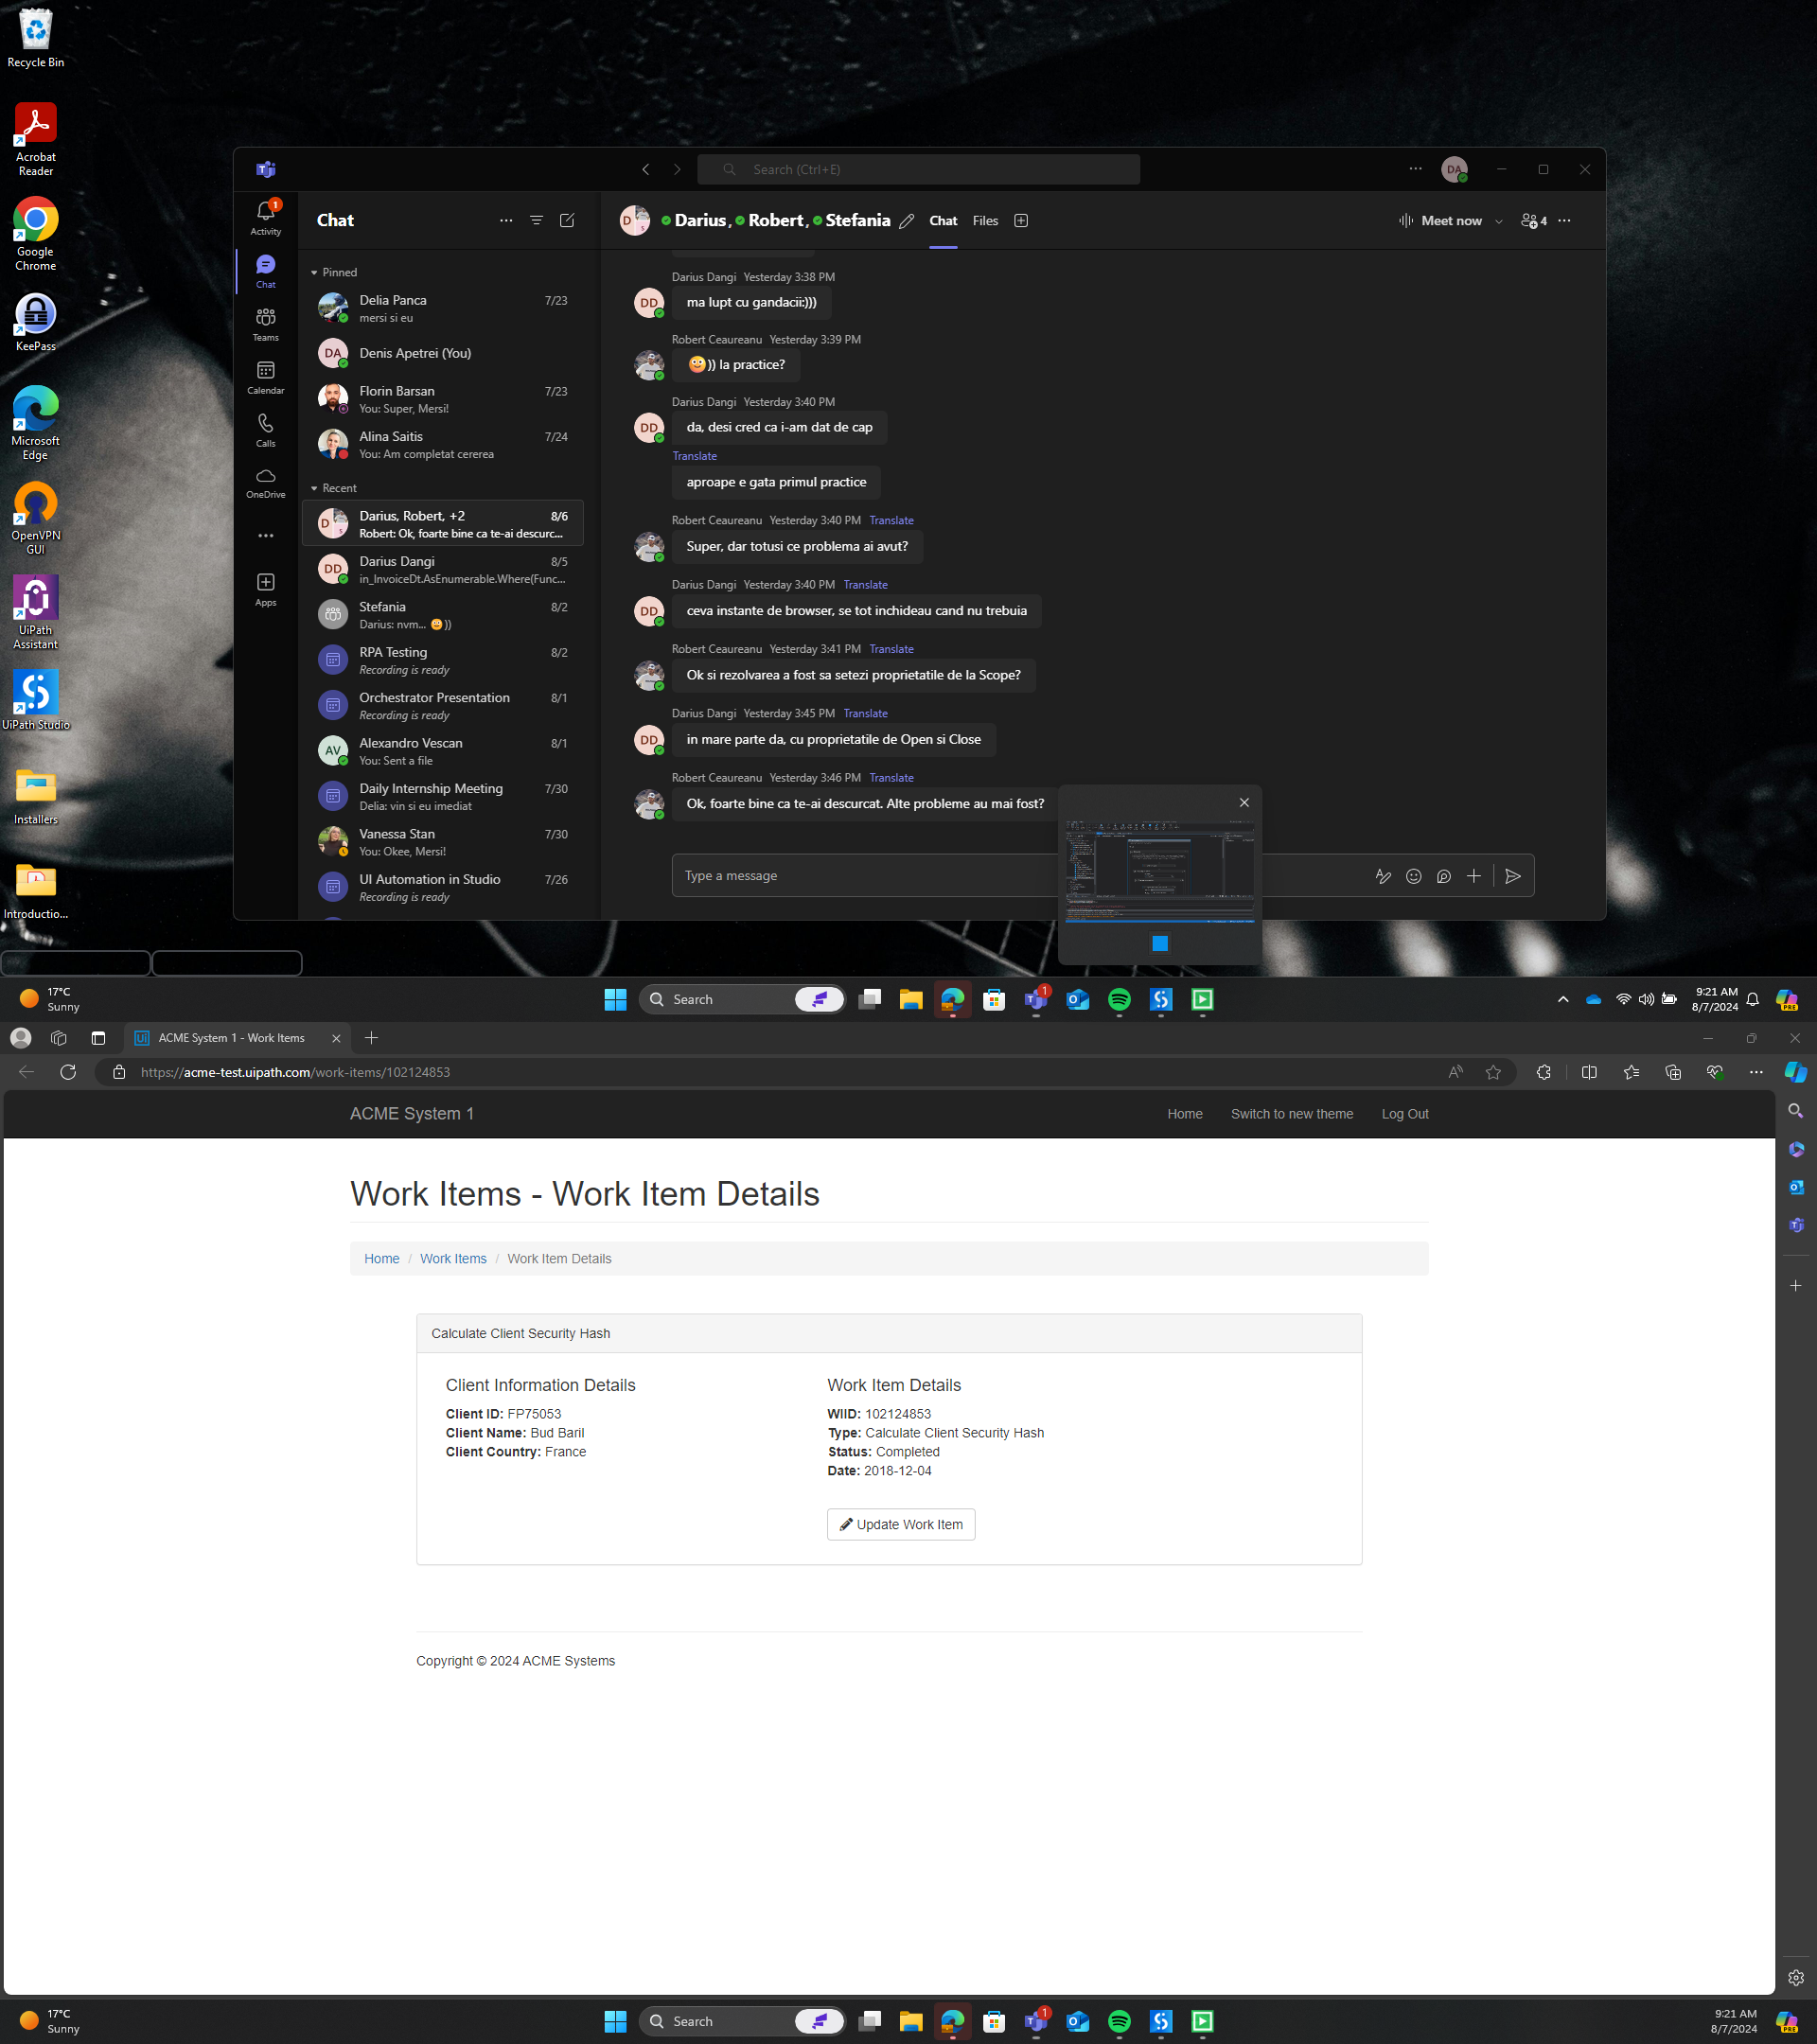 Recycle Bin
Acrobat
Reader
Google
Chrome
KeePass
Microsoft
Edge
OpenVPN
GUI
UiPath
Assistant
UiPath Studio
Installers
Introductio...
Search (Ctrl+E)
DA
1
Activity
Chat
Teams
Calendar
Calls
OneDrive
Apps
Chat
Pinned
Delia Panca 7/23
mersi si eu
DA Denis Apetrei (You)
Florin Barsan 7/23
You: Super, Mersi!
Alina Saitis 7/24
You: Am completat cererea
Recent
Darius, Robert, +2 8/6
Robert: Ok, foarte bine ca te-ai descurc...
DD Darius Dangi 8/5
in_InvoiceDt.AsEnumerable.Where(Func...
Stefania 8/2
Darius: nvm... 😄))
RPA Testing 8/2
Recording is ready
Orchestrator Presentation 8/1
Recording is ready
AV Alexandro Vescan 8/1
You: Sent a file
Daily Internship Meeting 7/30
Delia: vin si eu imediat
Vanessa Stan 7/30
You: Okee, Mersi!
UI Automation in Studio 7/26
Recording is ready
D S Darius, Robert, Stefania Chat Files Meet now 4
Darius Dangi Yesterday 3:38 PM
DD ma lupt cu gandacii:)))
Robert Ceaureanu Yesterday 3:39 PM
😄)) la practice?
Darius Dangi Yesterday 3:40 PM
DD da, desi cred ca i-am dat de cap
Translate
aproape e gata primul practice
Robert Ceaureanu Yesterday 3:40 PM Translate
Super, dar totusi ce problema ai avut?
Darius Dangi Yesterday 3:40 PM Translate
DD ceva instante de browser, se tot inchideau cand nu trebuia
Robert Ceaureanu Yesterday 3:41 PM Translate
Ok si rezolvarea a fost sa setezi proprietatile de la Scope?
Darius Dangi Yesterday 3:45 PM Translate
DD in mare parte da, cu proprietatile de Open si Close
Robert Ceaureanu Yesterday 3:46 PM Translate
Ok, foarte bine ca te-ai descurcat. Alte probleme au mai fost?
Type a message
17°C
Sunny
Search
1
9:21 AM
8/7/2024
PRE
Ui ACME System 1 - Work Items
https://acme-test.uipath.com/work-items/102124853
ACME System 1 Home Switch to new theme Log Out
Work Items - Work Item Details
Home / Work Items / Work Item Details
Calculate Client Security Hash
Client Information Details
Client ID: FP75053
Client Name: Bud Baril
Client Country: France
Work Item Details
WIID: 102124853
Type: Calculate Client Security Hash
Status: Completed
Date: 2018-12-04
Update Work Item
Copyright © 2024 ACME Systems
17°C
Sunny
Search
1
9:21 AM
8/7/2024
PRE